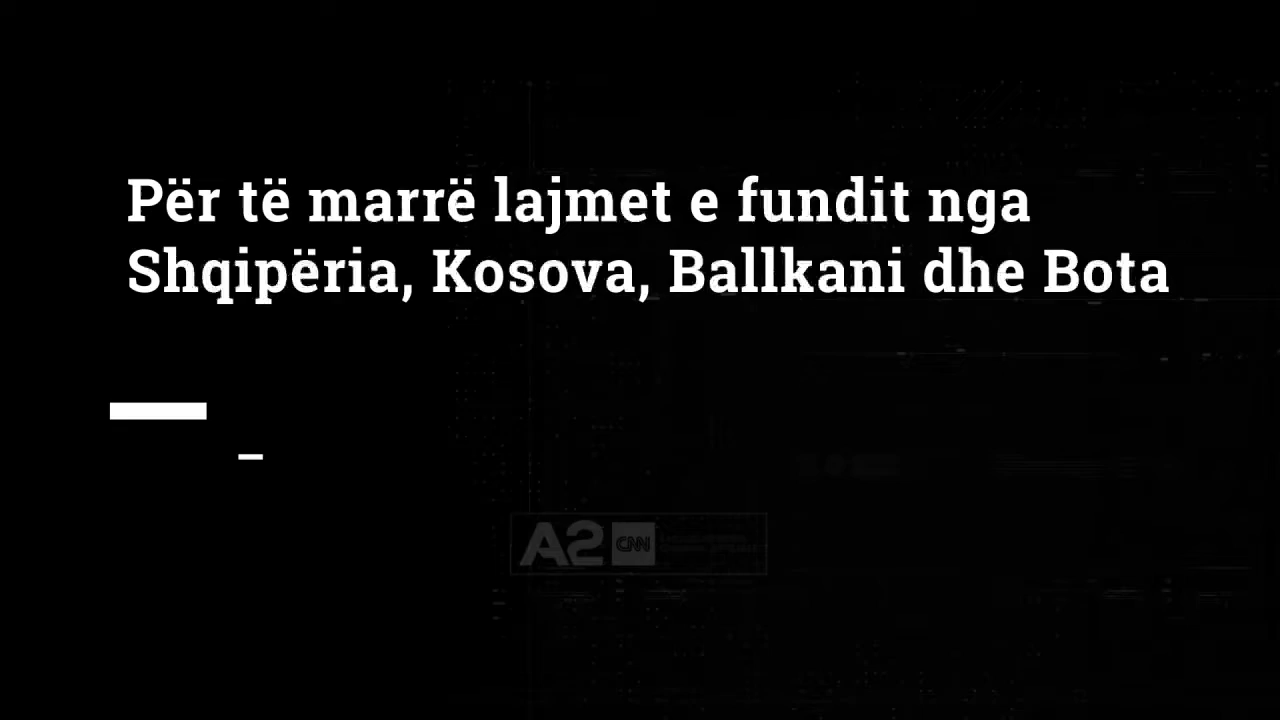 Për të marrë lajmet e fundit nga
Shqipëria, Kosova, Ballkani dhe Bota
A2 CNN